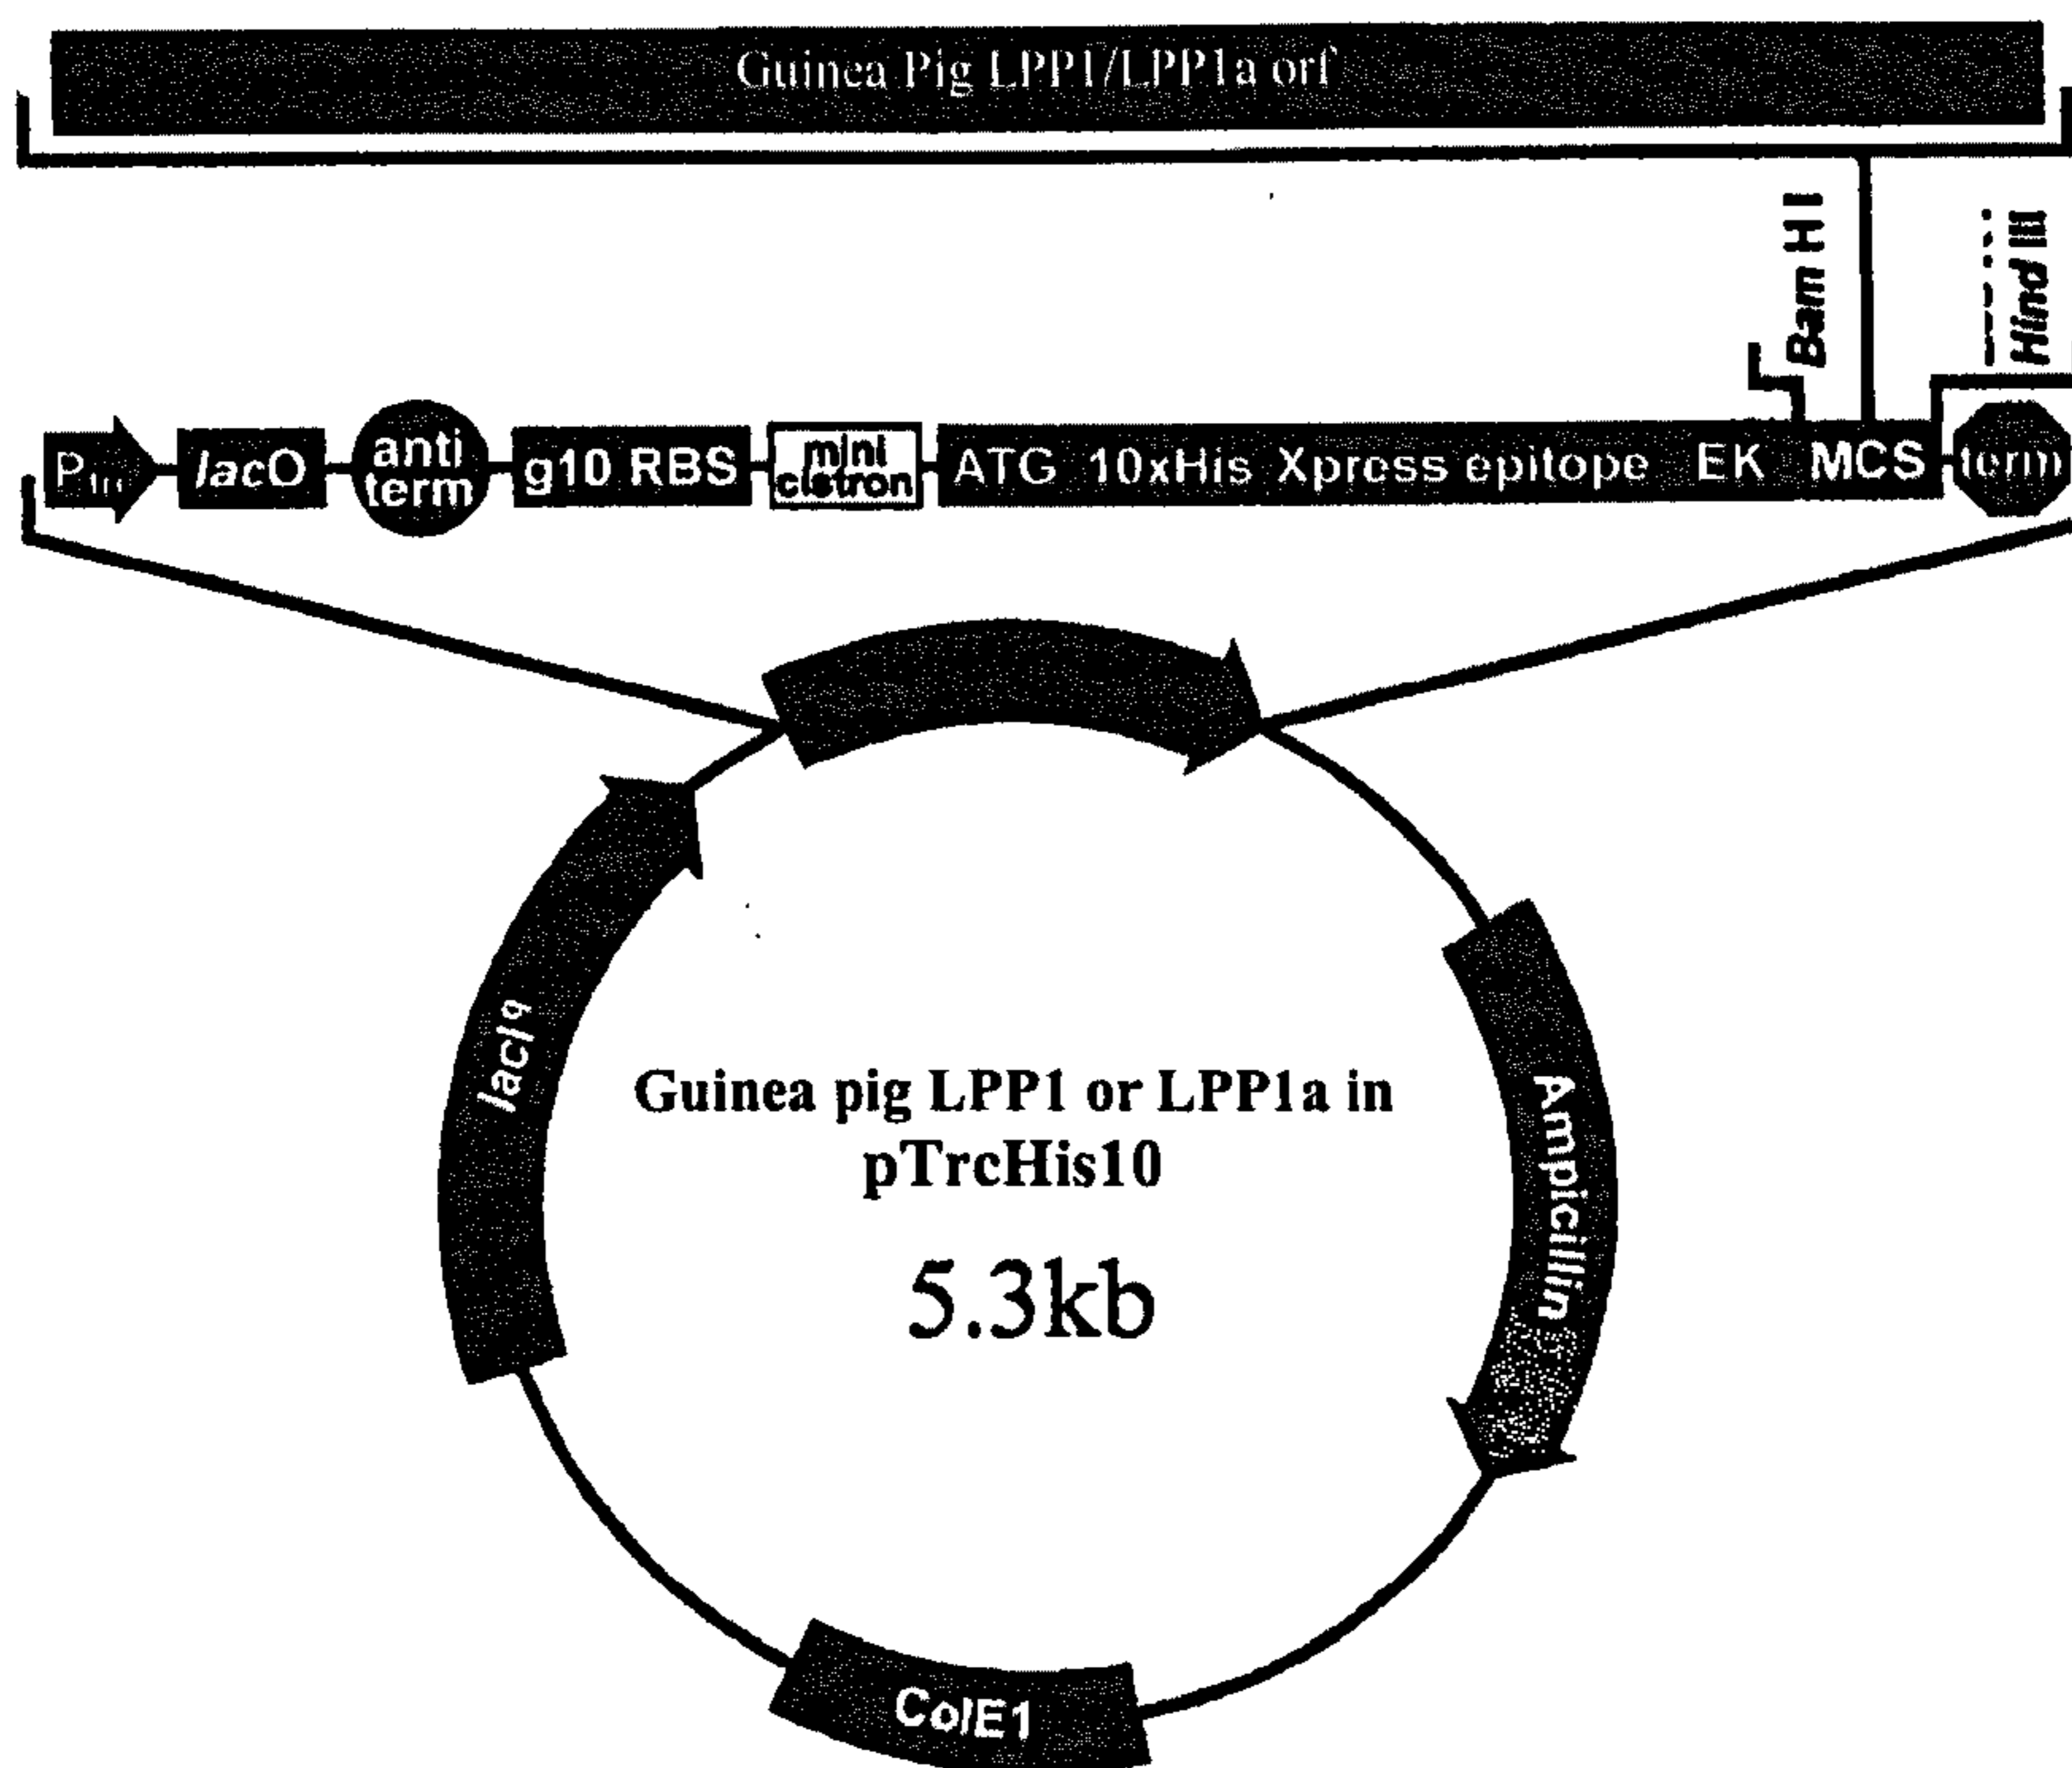 Guinea Pig LPP1/LPP1a orf
Bam H I
Hind III
lacO
anti
term
g10 RBS
mini
cistron
ATG 10xHis Xpress epitope EK MCS
term
lacIq
Guinea pig LPP1 or LPP1a in
pTrcHis10
5.3kb
Ampicillin
ColE1